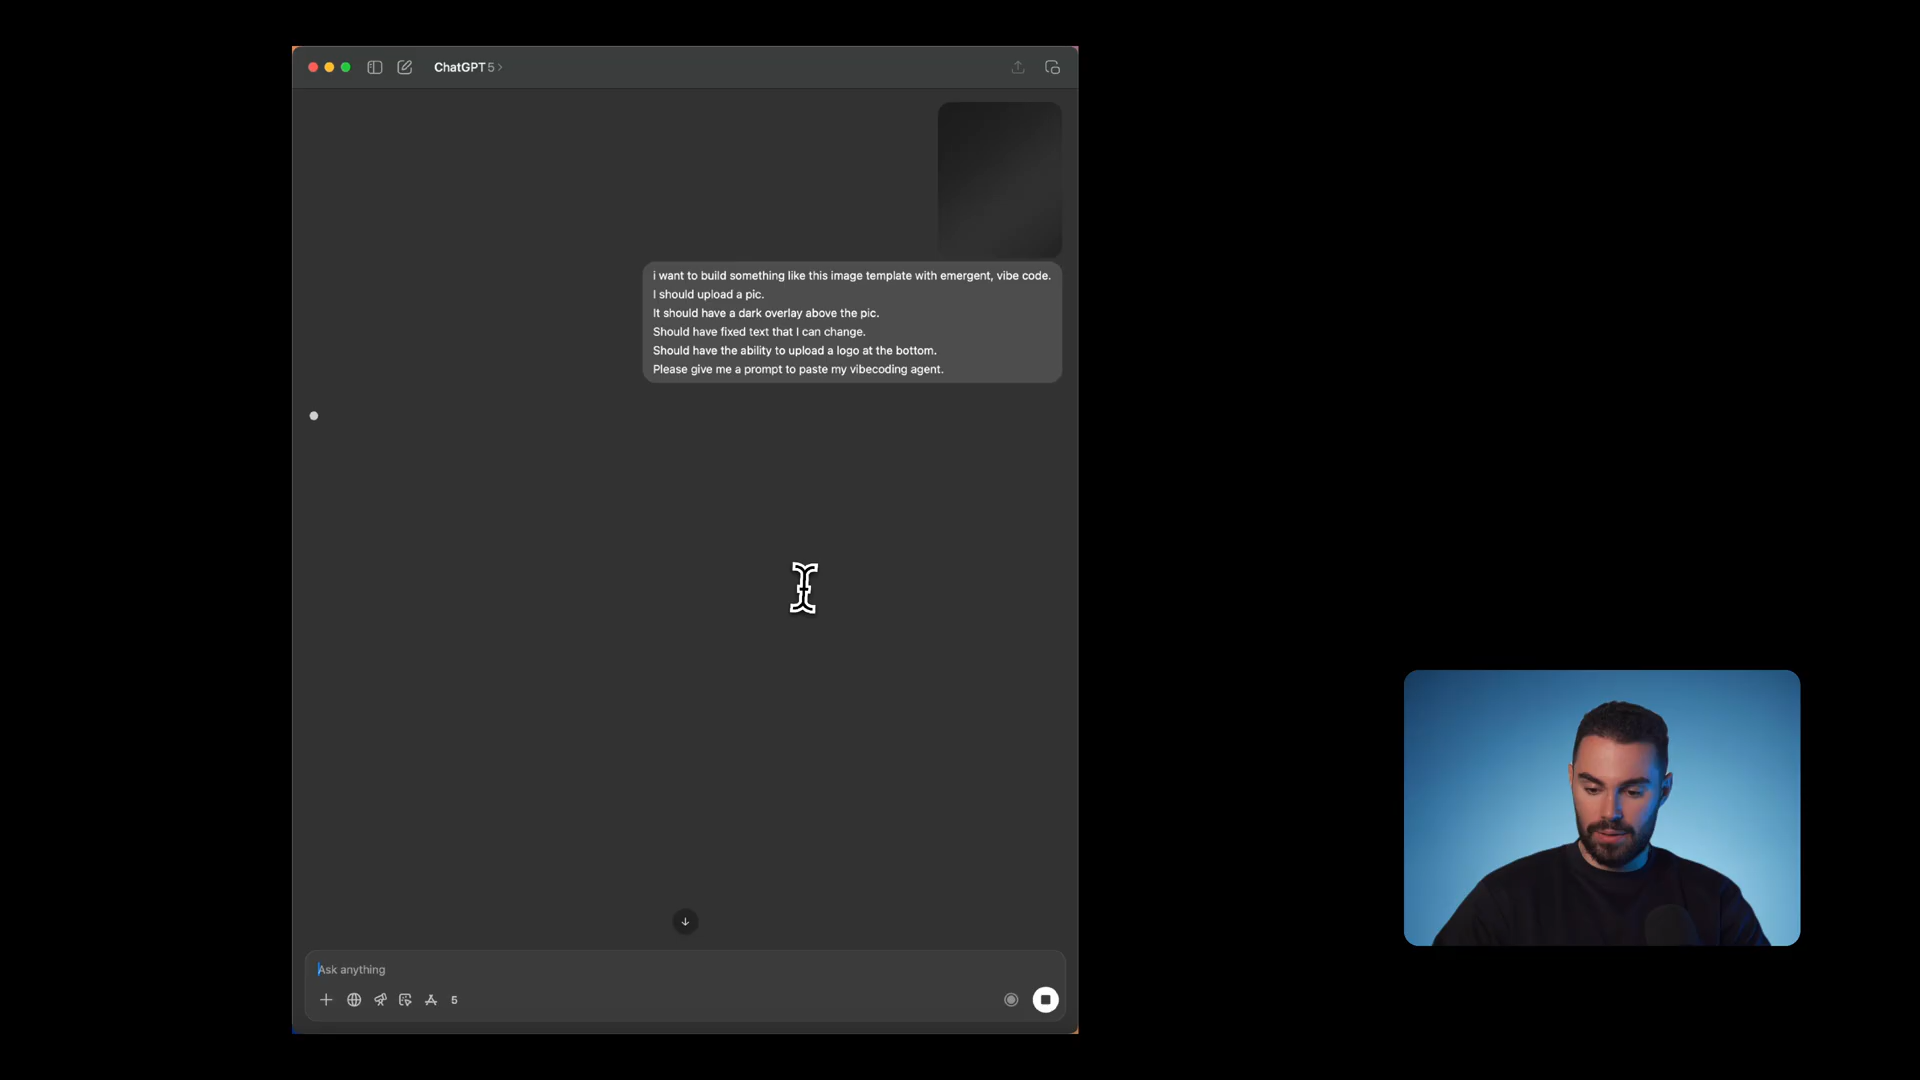 ChatGPT 5 >
i want to build something like this image template with emergent, vibe code.
I should upload a pic.
It should have a dark overlay above the pic.
Should have fixed text that I can change.
Should have the ability to upload a logo at the bottom.
Please give me a prompt to paste my vibecoding agent.
Ask anything
5